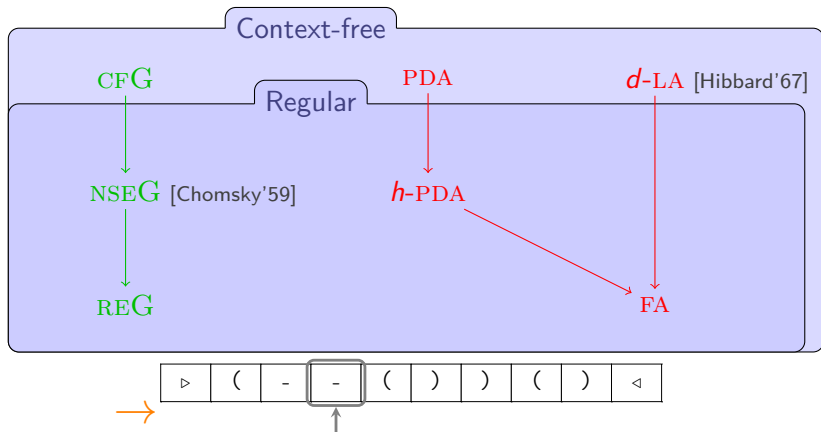 Context-free
CFG PDA d-LA [Hibbard'67]
Regular
NSEG [Chomsky'59] h-PDA
REG FA
▹ ( - - ( ) ) ( ) ◃